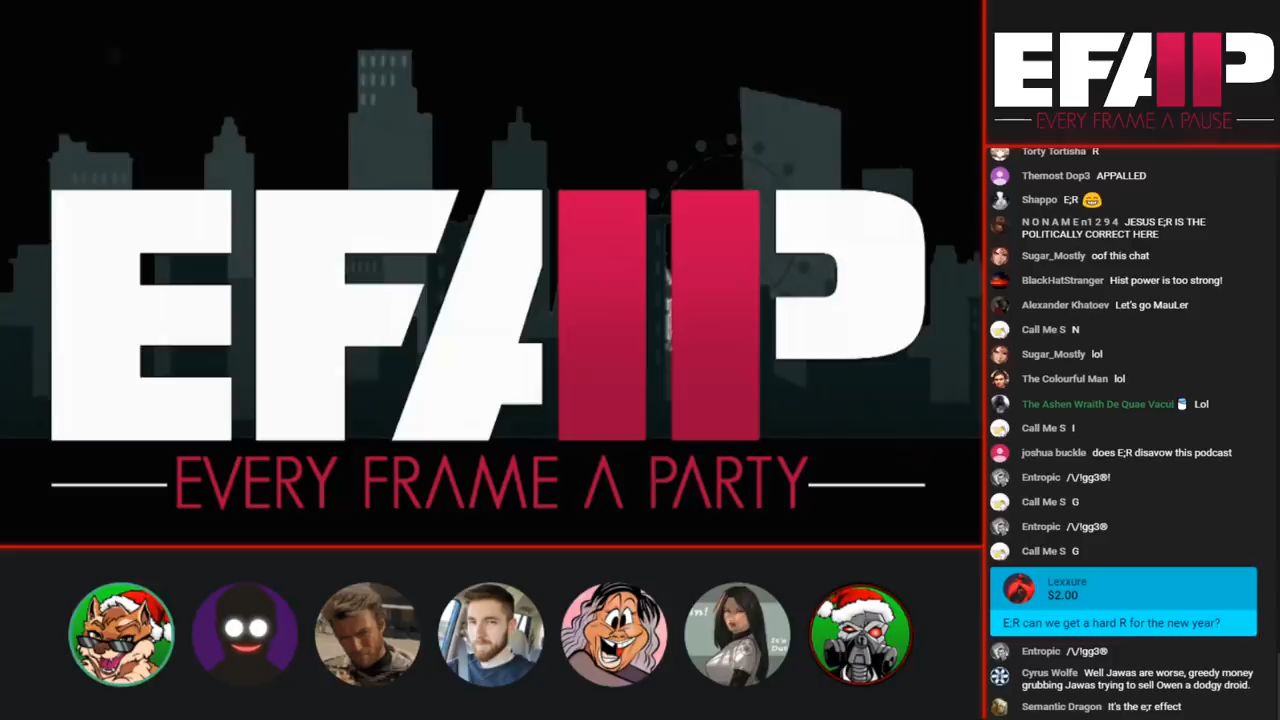 EFAP
EVERY FRAME A PARTY
EFAP
EVERY FRAME A PAUSE
Torty Tortisha R
Themost Dop3 APPALLED
Shappo E;R 😄
N O N A M E n1 2 9 4 JESUS E;R IS THE
POLITICALLY CORRECT HERE
Sugar_Mostly oof this chat
BlackHatStranger Hist power is too strong!
Alexander Khatoev Let's go MauLer
Call Me S N
Sugar_Mostly lol
The Colourful Man lol
The Ashen Wraith De Quae Vacui Lol
Call Me S I
joshua buckle does E;R disavow this podcast
Entropic /\/!gg3®!
Call Me S G
Entropic /\/!gg3®
Call Me S G
Lexxure
$2.00
E;R can we get a hard R for the new year?
Entropic /\/!gg3®
Cyrus Wolfe Well Jawas are worse, greedy money
grubbing Jawas trying to sell Owen a dodgy droid.
Semantic Dragon It's the e;r effect